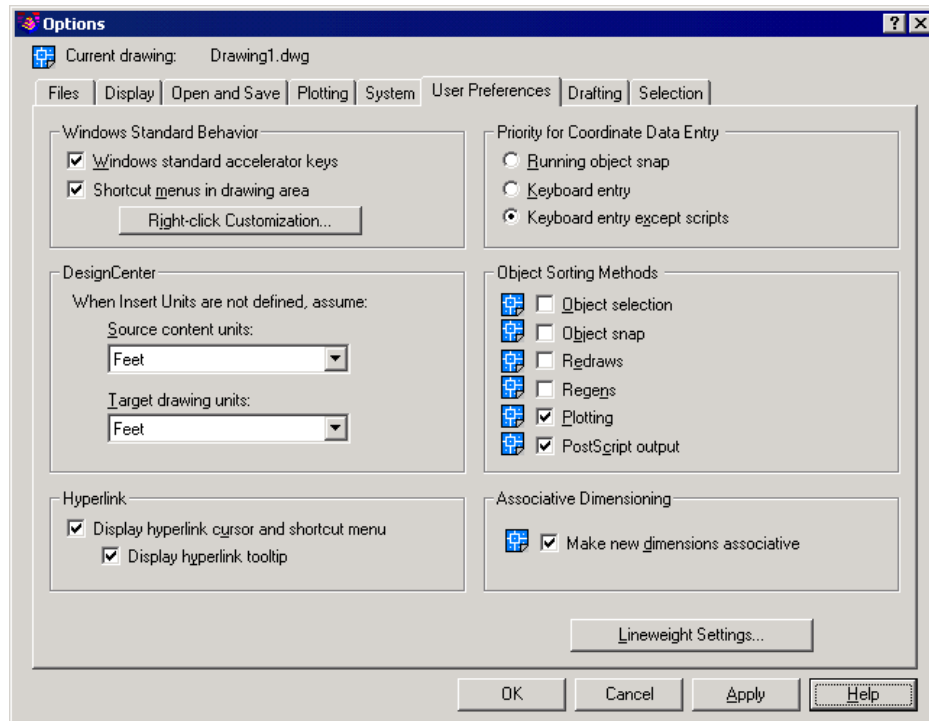 Options
Current drawing: Drawing1.dwg
Files Display Open and Save Plotting System User Preferences Drafting Selection
Windows Standard Behavior
Windows standard accelerator keys
Shortcut menus in drawing area
Right-click Customization...
Priority for Coordinate Data Entry
Running object snap
Keyboard entry
Keyboard entry except scripts
DesignCenter
When Insert Units are not defined, assume:
Source content units:
Feet
Target drawing units:
Feet
Object Sorting Methods
Object selection
Object snap
Redraws
Regens
Plotting
PostScript output
Hyperlink
Display hyperlink cursor and shortcut menu
Display hyperlink tooltip
Associative Dimensioning
Make new dimensions associative
Lineweight Settings...
OK Cancel Apply Help